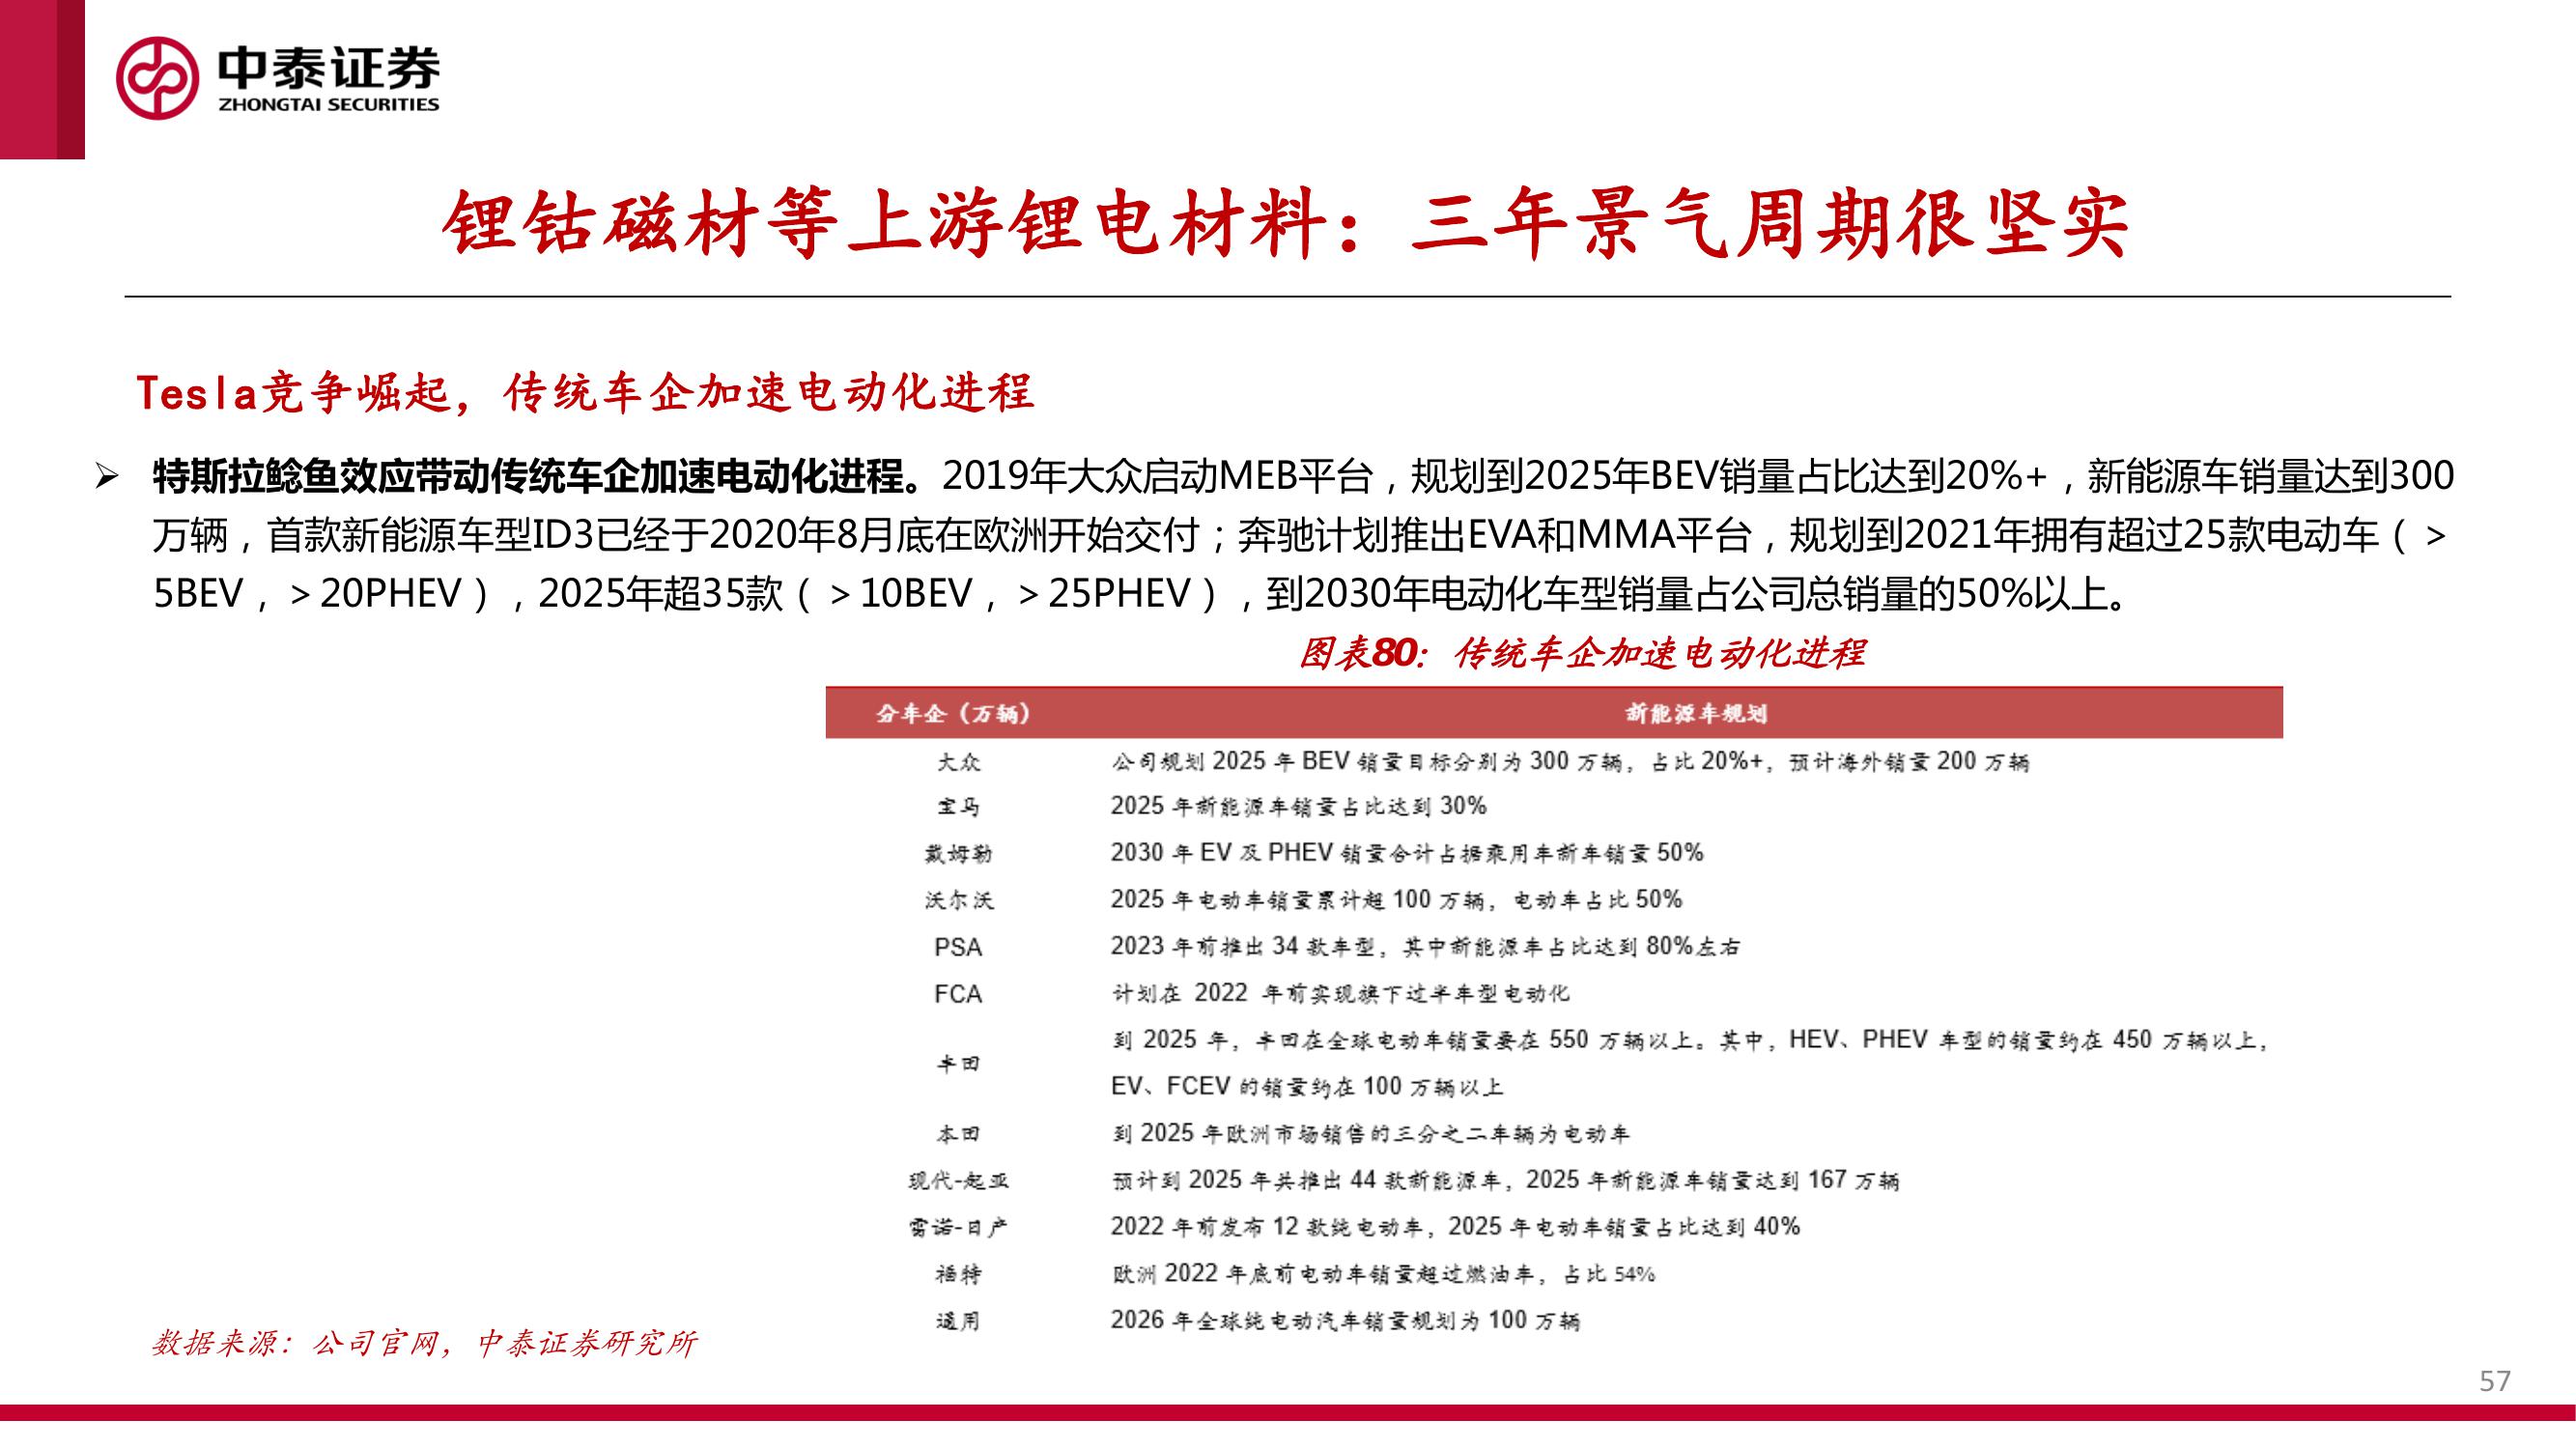 中泰证券
ZHONGTAI SECURITIES
锂钴磁材等上游锂电材料：三年景气周期很坚实
Tesla竞争崛起，传统车企加速电动化进程
➢ 特斯拉鲶鱼效应带动传统车企加速电动化进程。2019年大众启动MEB平台，规划到2025年BEV销量占比达到20%+，新能源车销量达到300
万辆，首款新能源车型ID3已经于2020年8月底在欧洲开始交付；奔驰计划推出EVA和MMA平台，规划到2021年拥有超过25款电动车（＞
5BEV，＞20PHEV），2025年超35款（＞10BEV，＞25PHEV），到2030年电动化车型销量占公司总销量的50%以上。
图表80：传统车企加速电动化进程
分车企（万辆） 新能源车规划
大众 公司规划 2025 年 BEV 销量目标分别为 300 万辆，占比 20%+，预计海外销量 200 万辆
宝马 2025 年新能源车销量占比达到 30%
戴姆勒 2030 年 EV 及 PHEV 销量合计占据乘用车新车销量 50%
沃尔沃 2025 年电动车销量累计超 100 万辆，电动车占比 50%
PSA 2023 年前推出 34 款车型，其中新能源车占比达到 80%左右
FCA 计划在 2022 年前实现旗下过半车型电动化
丰田 到 2025 年，丰田在全球电动车销量要在 550 万辆以上。其中，HEV、PHEV 车型的销量约在 450 万辆以上，
EV、FCEV 的销量约在 100 万辆以上
本田 到 2025 年欧洲市场销售的三分之二车辆为电动车
现代-起亚 预计到 2025 年共推出 44 款新能源车，2025 年新能源车销量达到 167 万辆
雷诺-日产 2022 年前发布 12 款纯电动车，2025 年电动车销量占比达到 40%
福特 欧洲 2022 年底前电动车销量超过燃油车，占比 54%
通用 2026 年全球纯电动汽车销量规划为 100 万辆
数据来源：公司官网，中泰证券研究所
57